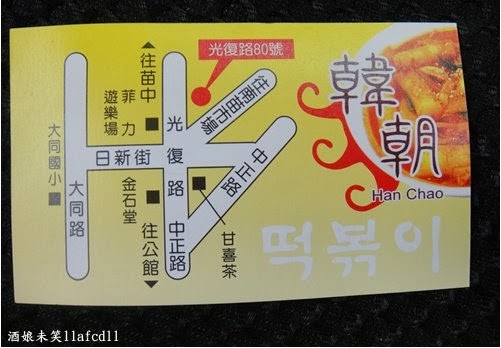 光復路80號
往苗中
菲力
遊樂場
光復路
往南苗市場
中正路
大同國小
日新街
大同路
金石堂
往公館
中正路
甘喜茶
韓朝
Han Chao
떡볶이
酒娘未笑llafcdll